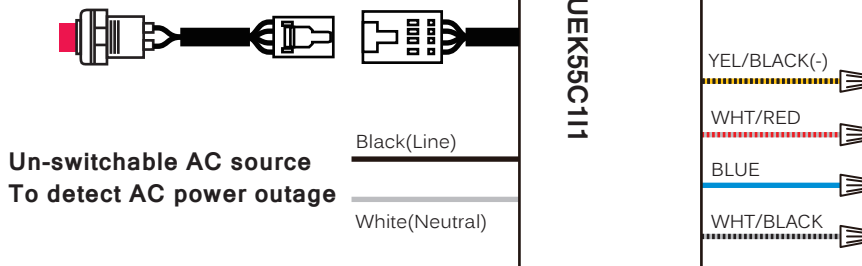 UEK55C1I1
YEL/BLACK(-)
WHT/RED
Black(Line)
Un-switchable AC source
To detect AC power outage
BLUE
White(Neutral)
WHT/BLACK